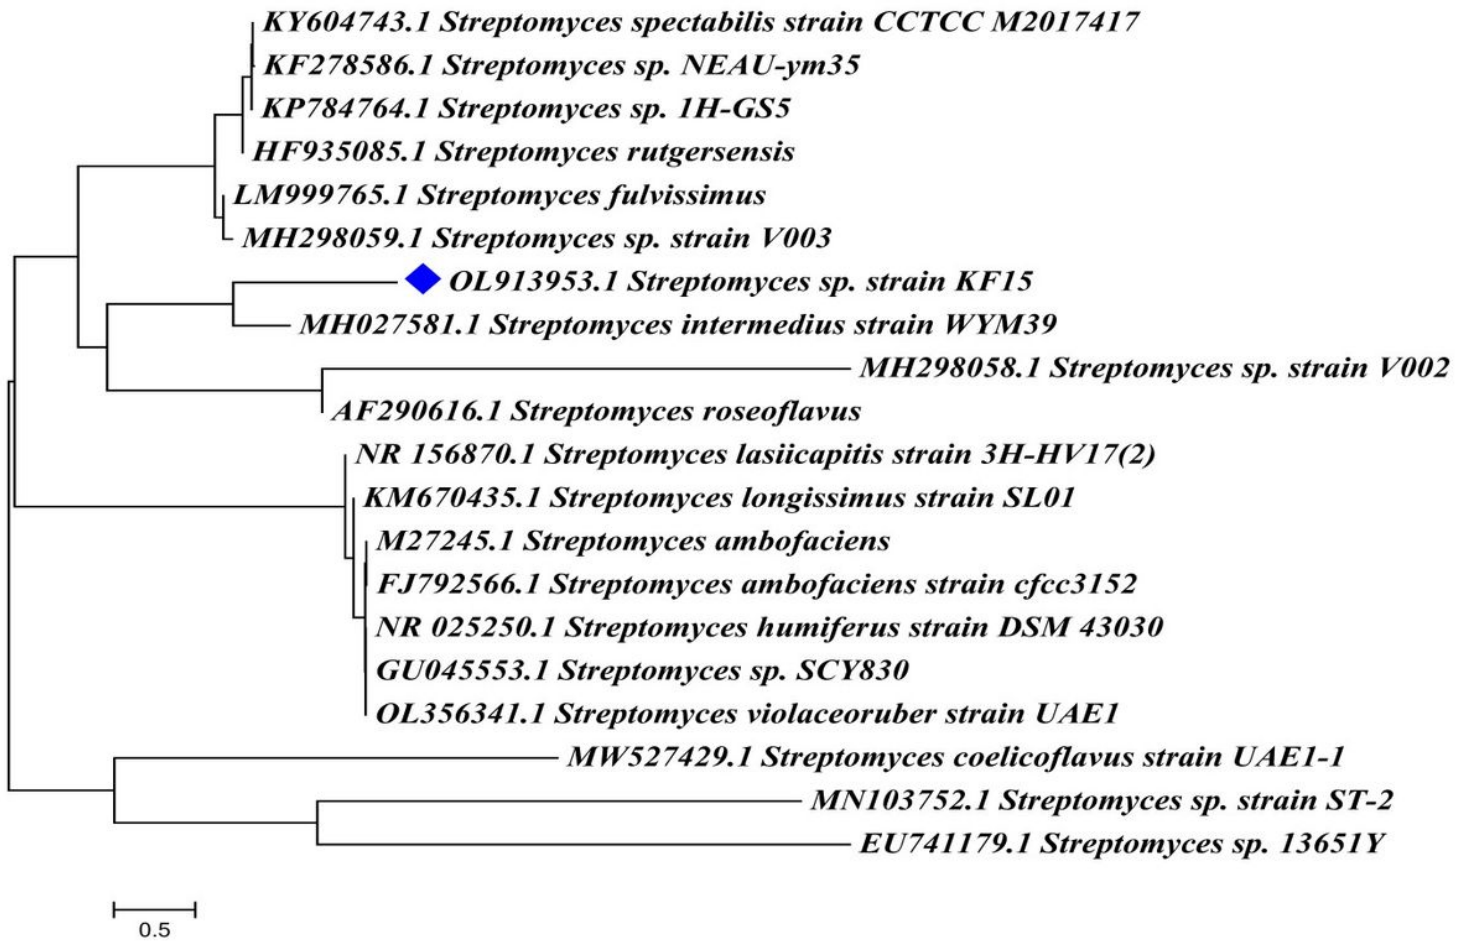 KY604743.1 Streptomyces spectabilis strain CCTCC M2017417
KF278586.1 Streptomyces sp. NEAU-ym35
KP784764.1 Streptomyces sp. 1H-GS5
HF935085.1 Streptomyces rutgersensis
LM999765.1 Streptomyces fulvissimus
MH298059.1 Streptomyces sp. strain V003
OL913953.1 Streptomyces sp. strain KF15
MH027581.1 Streptomyces intermedius strain WYM39
MH298058.1 Streptomyces sp. strain V002
AF290616.1 Streptomyces roseoflavus
NR 156870.1 Streptomyces lasiicapitis strain 3H-HV17(2)
KM670435.1 Streptomyces longissimus strain SL01
M27245.1 Streptomyces ambofaciens
FJ792566.1 Streptomyces ambofaciens strain cfcc3152
NR 025250.1 Streptomyces humiferus strain DSM 43030
GU045553.1 Streptomyces sp. SCY830
OL356341.1 Streptomyces violaceoruber strain UAE1
MW527429.1 Streptomyces coelicoflavus strain UAE1-1
MN103752.1 Streptomyces sp. strain ST-2
EU741179.1 Streptomyces sp. 13651Y
0.5